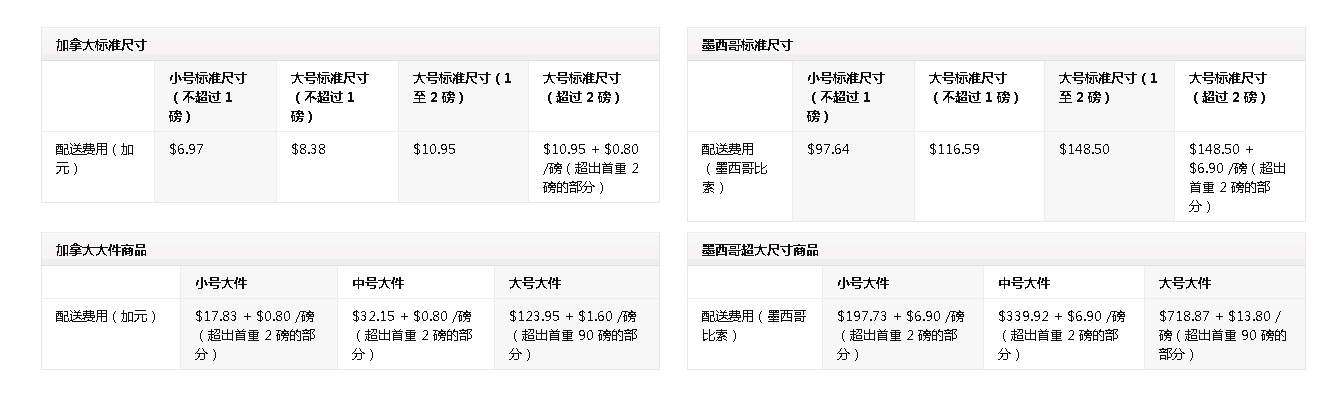 加拿大标准尺寸
小号标准尺寸
（不超过 1
磅）
大号标准尺寸
（不超过 1
磅）
大号标准尺寸（1
至 2 磅）
大号标准尺寸
（超过 2 磅）
配送费用（加
元）
$6.97
$8.38
$10.95
$10.95 + $0.80
/磅（超出首重 2
磅的部分）
墨西哥标准尺寸
小号标准尺寸
（不超过 1
磅）
大号标准尺寸
（不超过 1 磅）
大号标准尺寸（1
至 2 磅）
大号标准尺寸
（超过 2 磅）
配送费用
（墨西哥比
索）
$97.64
$116.59
$148.50
$148.50 +
$6.90 /磅（超出
首重 2 磅的部
分）
加拿大大件商品
小号大件
中号大件
大号大件
配送费用（加元）
$17.83 + $0.80 /磅
（超出首重 2 磅的部
分）
$32.15 + $0.80 /磅
（超出首重 2 磅的部
分）
$123.95 + $1.60 /磅
（超出首重 90 磅的部
分）
墨西哥超大尺寸商品
小号大件
中号大件
大号大件
配送费用（墨西哥
比索）
$197.73 + $6.90 /磅
（超出首重 2 磅的部
分）
$339.92 + $6.90 /磅
（超出首重 2 磅的部
分）
$718.87 + $13.80 /
磅（超出首重 90 磅的
部分）